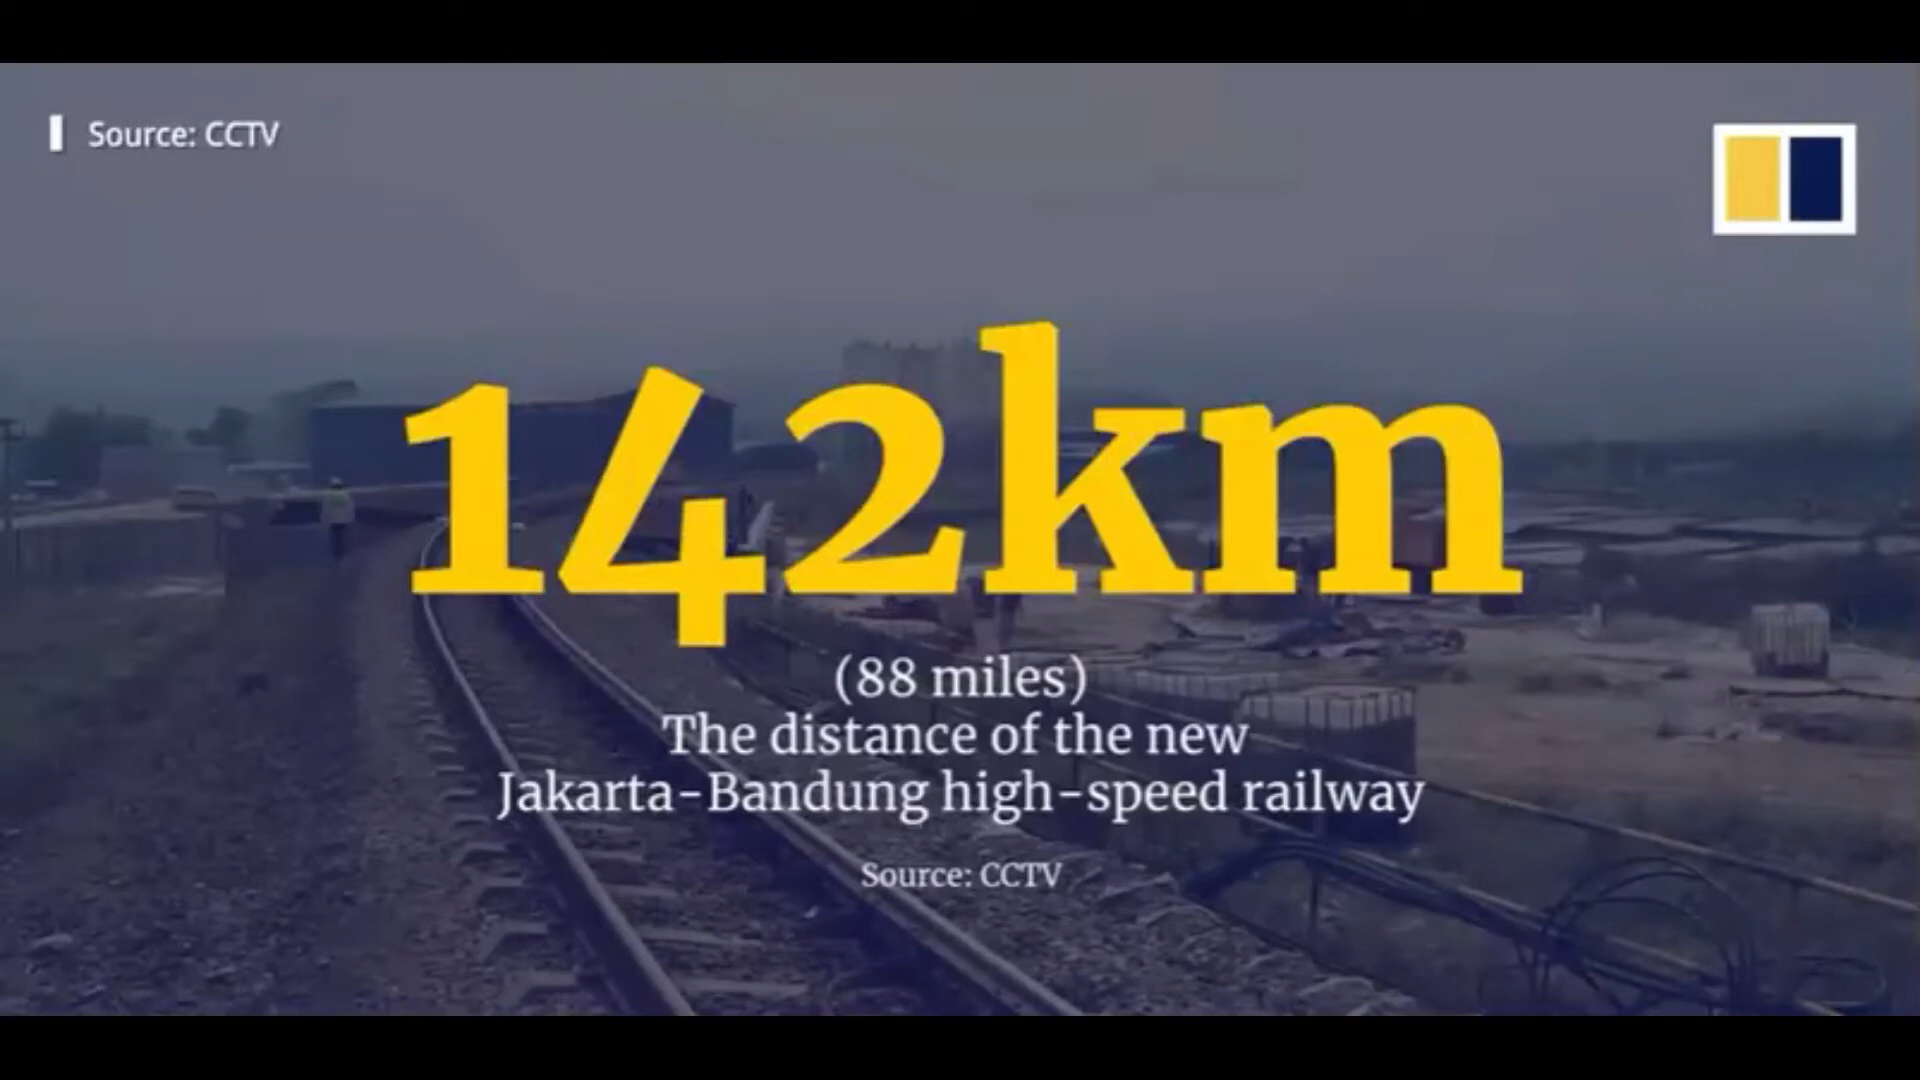 Source: CCTV
142km
(88 miles)
The distance of the new
Jakarta-Bandung high-speed railway
Source: CCTV